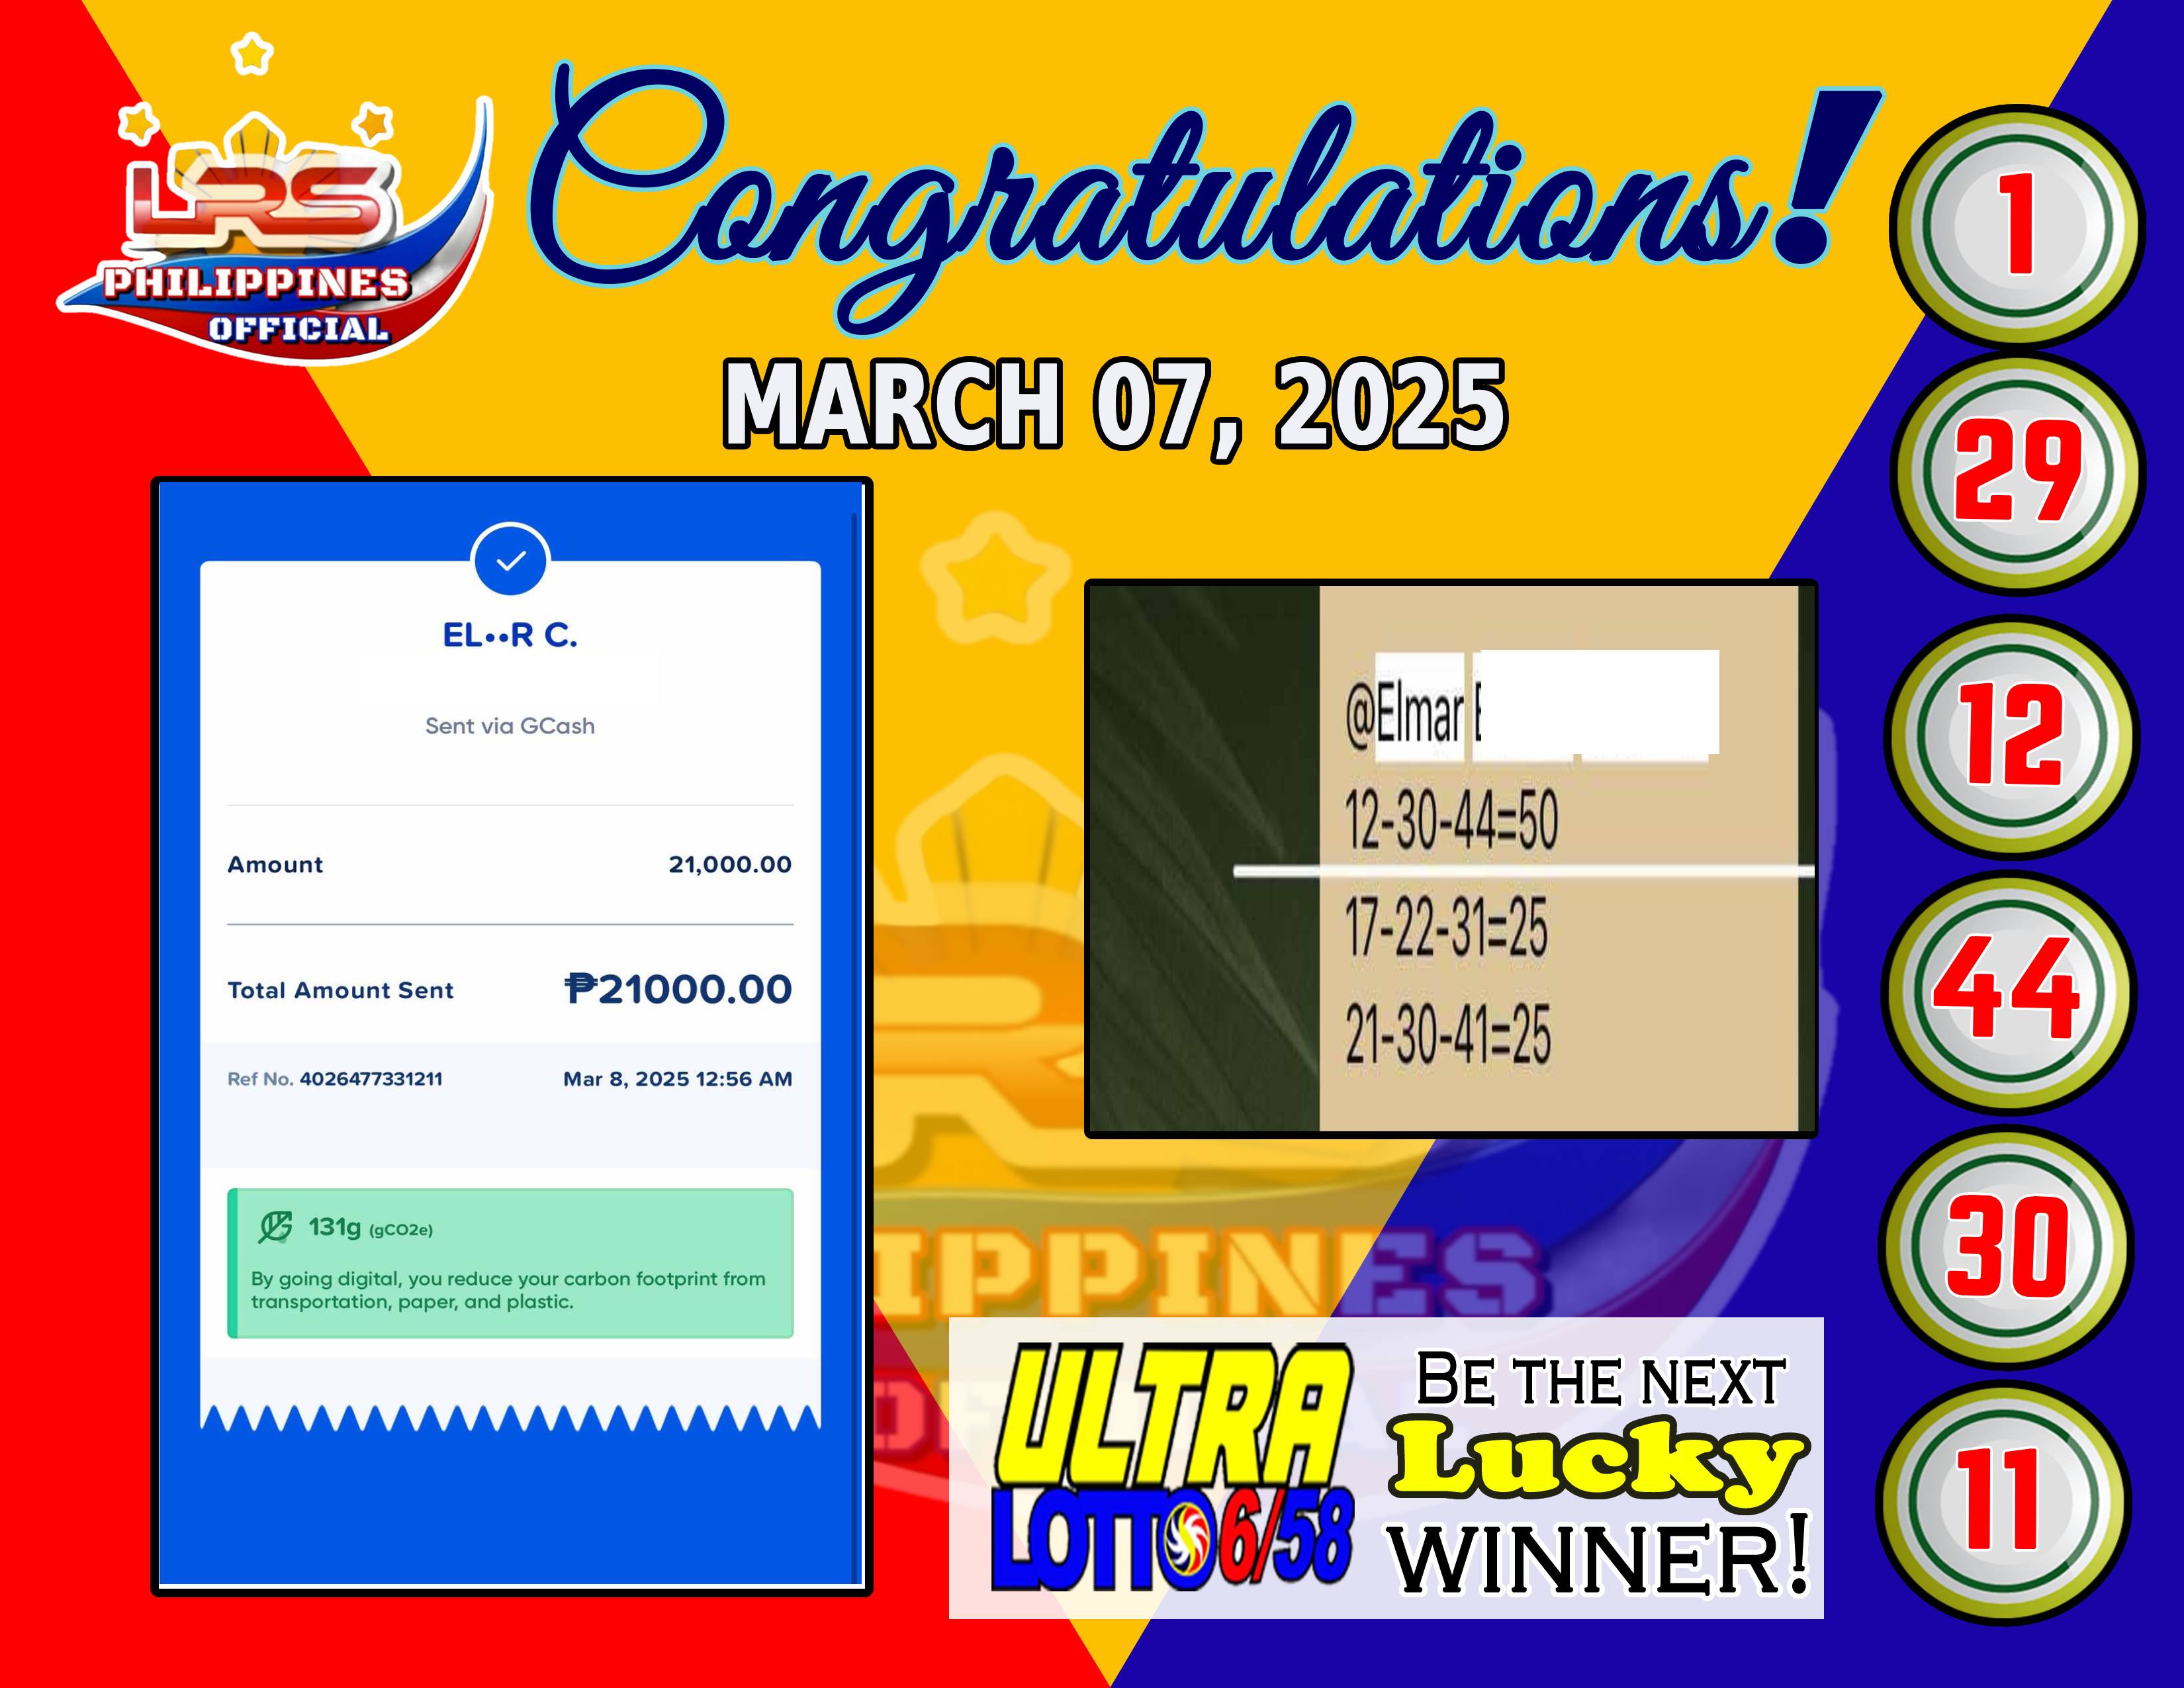 LRS
PHILIPPINES
OFFICIAL
Congratulations!
MARCH 07, 2025
EL••R C.
Sent via GCash
Amount 21,000.00
Total Amount Sent ₱21000.00
Ref No. 4026477331211 Mar 8, 2025 12:56 AM
131g (gCO2e)
By going digital, you reduce your carbon footprint from
transportation, paper, and plastic.
@Elmar
12-30-44=50
17-22-31=25
21-30-41=25
ULTRA
LOTTO 6/58
BE THE NEXT
Lucky
WINNER!
1
29
12
44
30
11